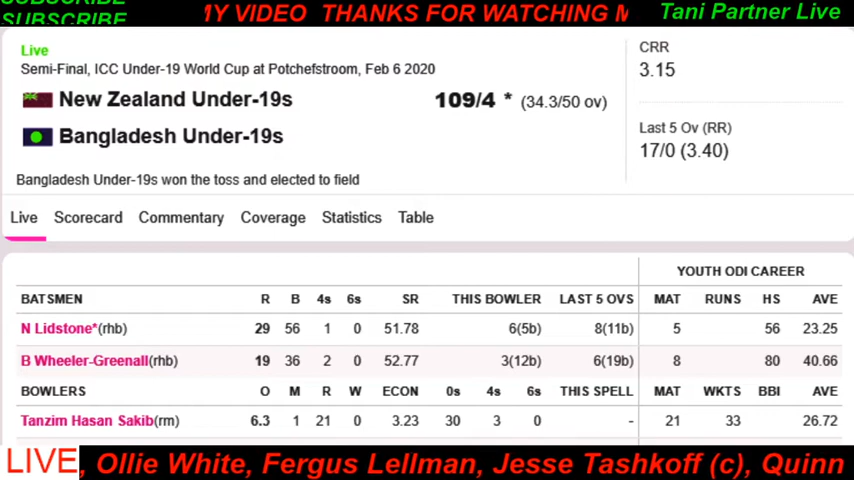 SUBSCRIBE
SUBSCRIBE
MY VIDEO THANKS FOR WATCHING M
Tani Partner Live
Live
Semi-Final, ICC Under-19 World Cup at Potchefstroom, Feb 6 2020
New Zealand Under-19s 109/4 * (34.3/50 ov)
Bangladesh Under-19s
Bangladesh Under-19s won the toss and elected to field
CRR
3.15
Last 5 Ov (RR)
17/0 (3.40)
Live Scorecard Commentary Coverage Statistics Table
YOUTH ODI CAREER
BATSMEN R B 4s 6s SR THIS BOWLER LAST 5 OVS MAT RUNS HS AVE
N Lidstone*(rhb) 29 56 1 0 51.78 6(5b) 8(11b) 5 56 23.25
B Wheeler-Greenall(rhb) 19 36 2 0 52.77 3(12b) 6(19b) 8 80 40.66
BOWLERS O M R W ECON 0s 4s 6s THIS SPELL MAT WKTS BBI AVE
Tanzim Hasan Sakib(rm) 6.3 1 21 0 3.23 30 3 0 - 21 33 26.72
LIVE, Ollie White, Fergus Lellman, Jesse Tashkoff (c), Quinn